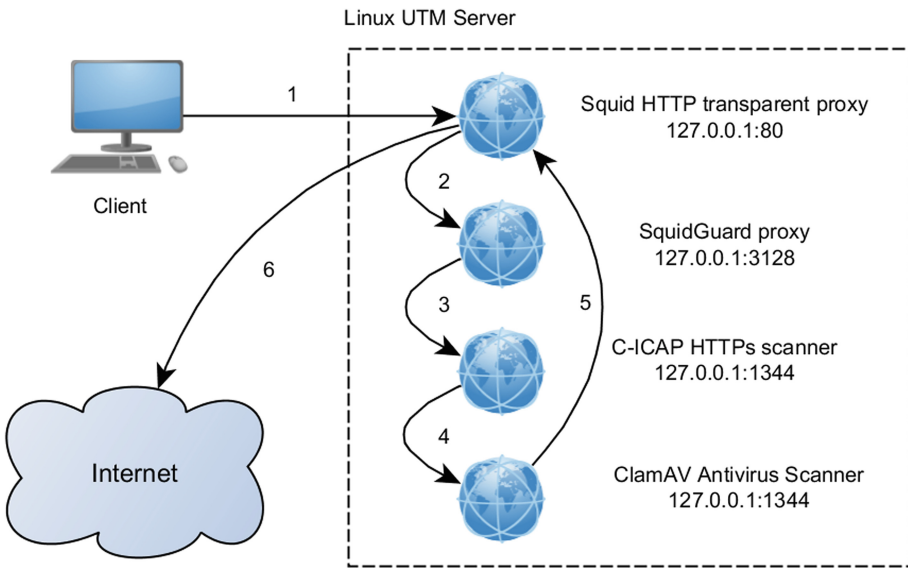 Linux UTM Server
1
Squid HTTP transparent proxy
127.0.0.1:80
Client
2
SquidGuard proxy
127.0.0.1:3128
6
3
5
C-ICAP HTTPs scanner
127.0.0.1:1344
4
Internet
ClamAV Antivirus Scanner
127.0.0.1:1344